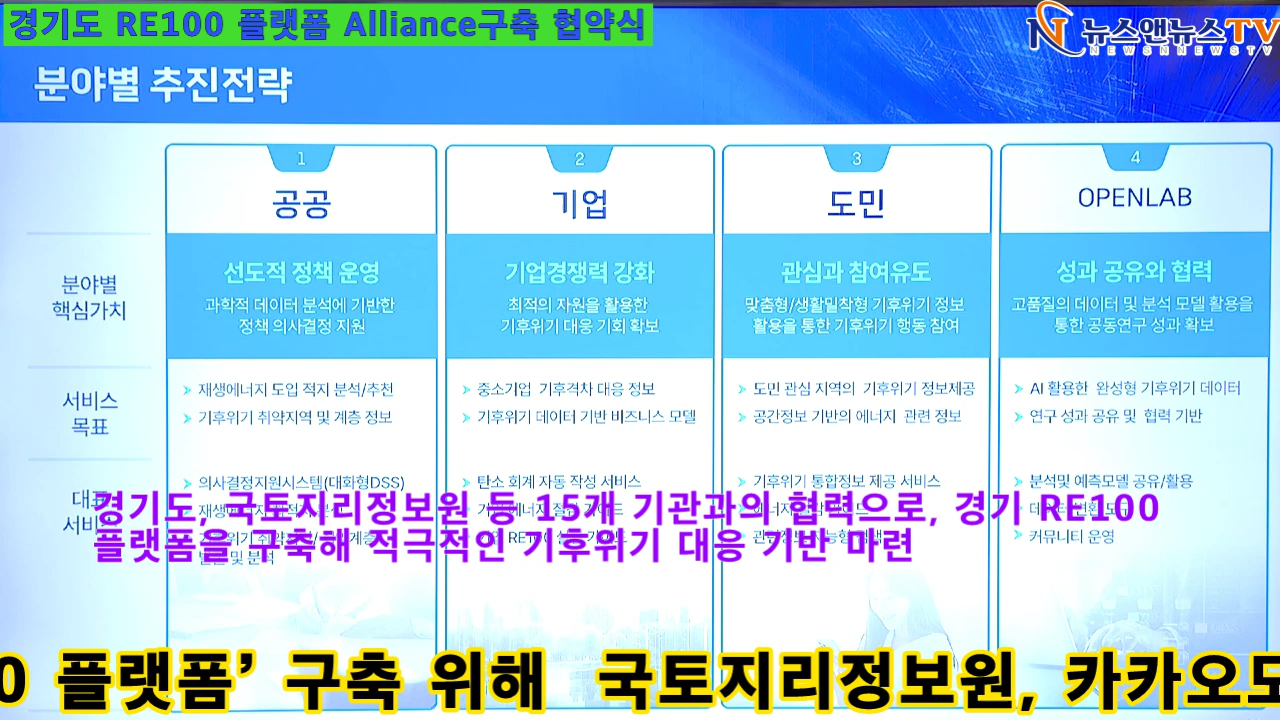 경기도 RE100 플랫폼 Alliance구축 협약식
뉴스앤뉴스TV
NEWSNNEWSTV
분야별 추진전략
1
공공
2
기업
3
도민
4
OPENLAB
분야별
핵심가치
선도적 정책 운영
과학적 데이터 분석에 기반한
정책 의사결정 지원
기업경쟁력 강화
최적의 자원을 활용한
기후위기 대응 기회 확보
관심과 참여유도
맞춤형/생활밀착형 기후위기 정보
활용을 통한 기후위기 행동 참여
성과 공유와 협력
고품질의 데이터 및 분석 모델 활용을
통한 공동연구 성과 확보
서비스
목표
재생에너지 도입 적지 분석/추천
기후위기 취약지역 및 계층 정보
중소기업 기후격차 대응 정보
기후위기 데이터 기반 비즈니스 모델
도민 관심 지역의 기후위기 정보제공
공간정보 기반의 에너지 관련 정보
AI 활용한 완성형 기후위기 데이터
연구 성과 공유 및 협력 기반
대표
서비스
의사결정지원시스템(대화형DSS)
탄소 회계 자동 작성 서비스
기후위기 통합정보 제공 서비스
분석및 예측모델 공유/활용
커뮤니티 운영
경기도, 국토지리정보원 등 15개 기관과의 협력으로, 경기 RE100
플랫폼을 구축해 적극적인 기후위기 대응 기반 마련
0 플랫폼’ 구축 위해 국토지리정보원, 카카오모